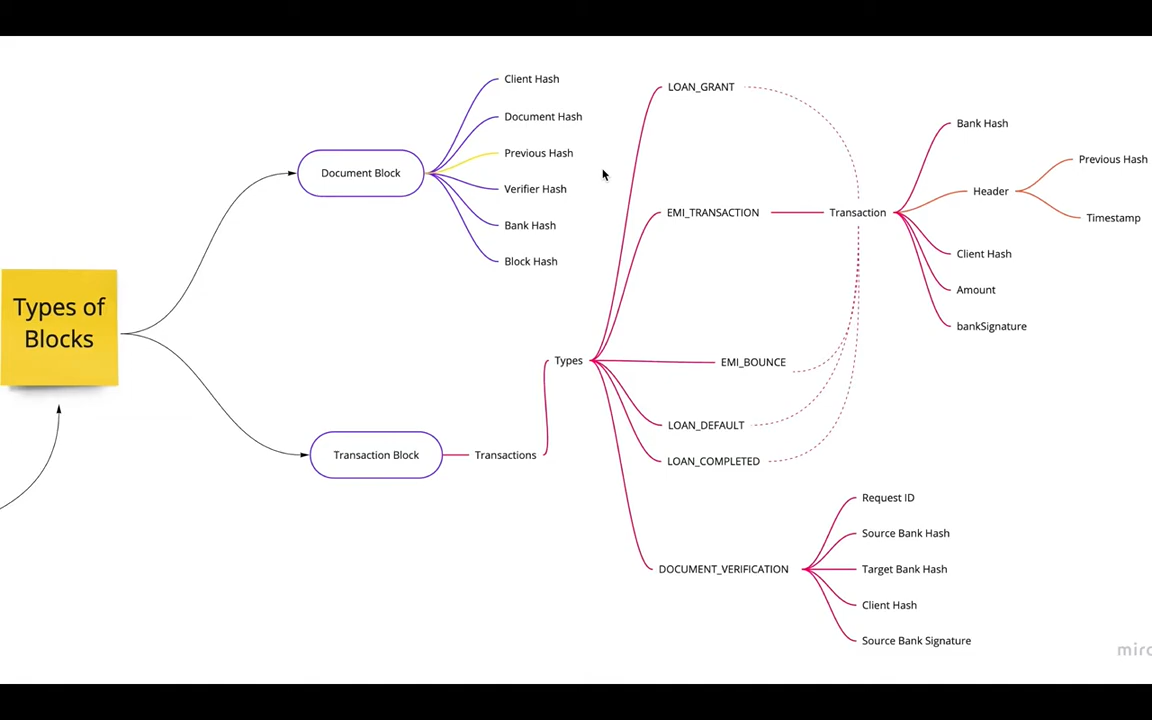 Types of
Blocks
Document Block
Client Hash
Document Hash
Previous Hash
Verifier Hash
Bank Hash
Block Hash
Transaction Block
Transactions
Types
LOAN_GRANT
EMI_TRANSACTION
EMI_BOUNCE
LOAN_DEFAULT
LOAN_COMPLETED
DOCUMENT_VERIFICATION
Transaction
Bank Hash
Header
Previous Hash
Timestamp
Client Hash
Amount
bankSignature
Request ID
Source Bank Hash
Target Bank Hash
Client Hash
Source Bank Signature